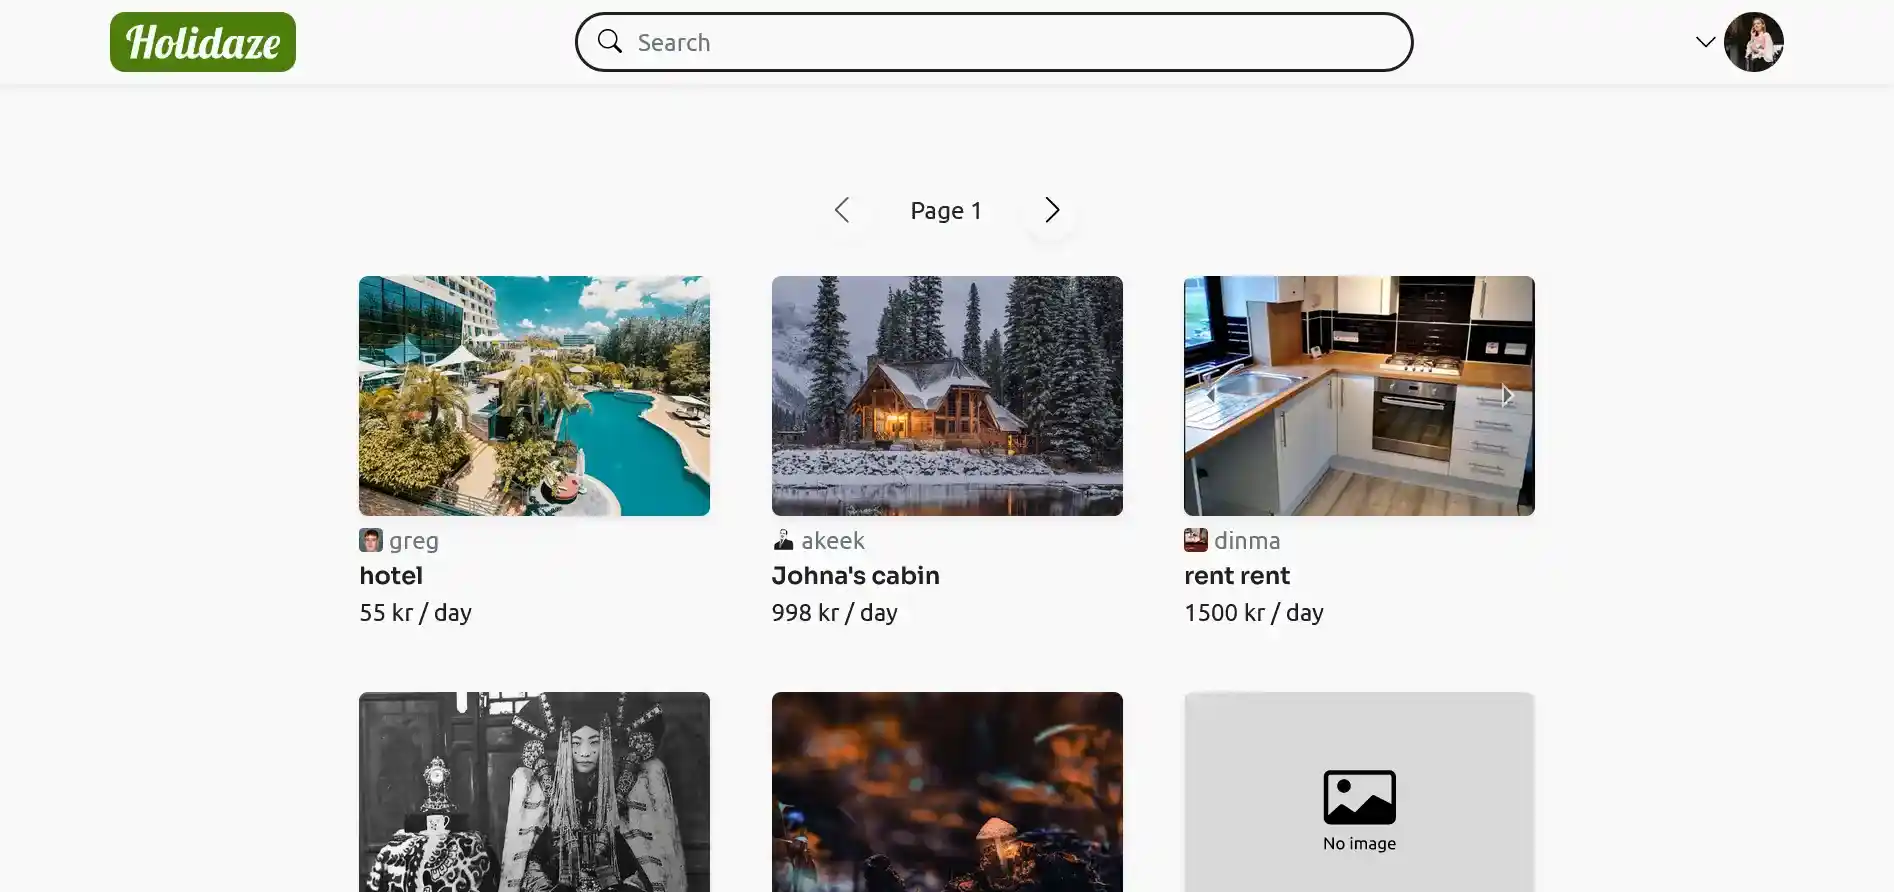 Holidaze
Search
Page 1
greg
hotel
55 kr / day
akeek
Johna's cabin
998 kr / day
dinma
rent rent
1500 kr / day
No image